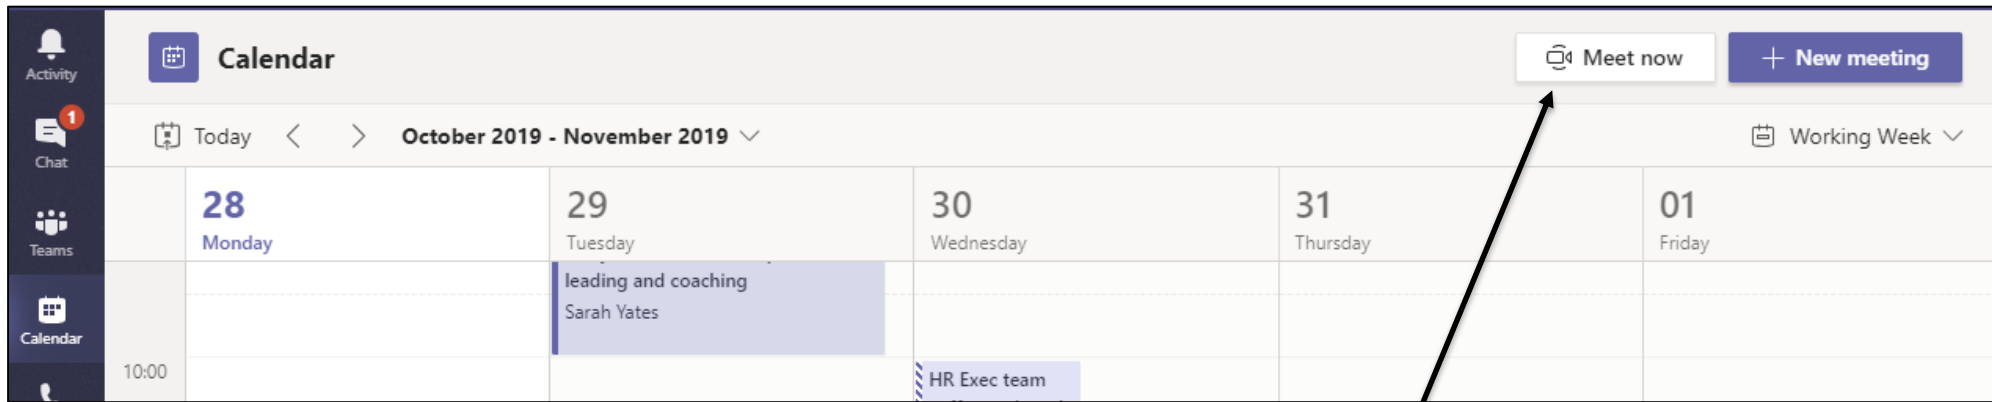 Activity
1
Chat
Teams
Calendar
Calendar
Meet now
New meeting
Today
October 2019 - November 2019
Working Week
28
Monday
29
Tuesday
30
Wednesday
31
Thursday
01
Friday
leading and coaching
Sarah Yates
10:00
HR Exec team